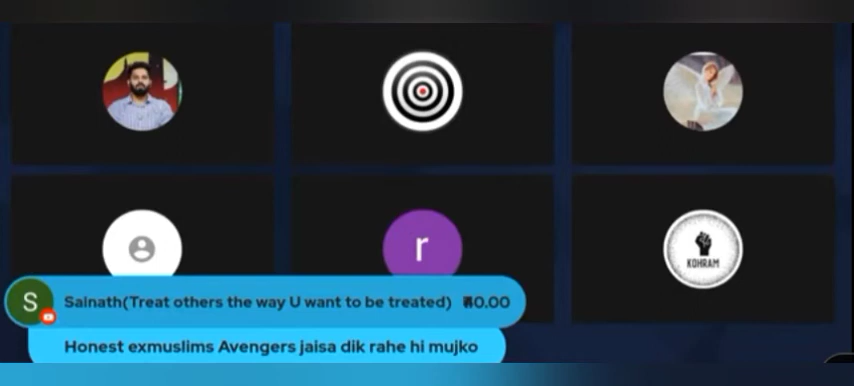 r
KOHRAM
S
Sainath(Treat others the way U want to be treated) ₹40.00
Honest exmuslims Avengers jaisa dik rahe hi mujko